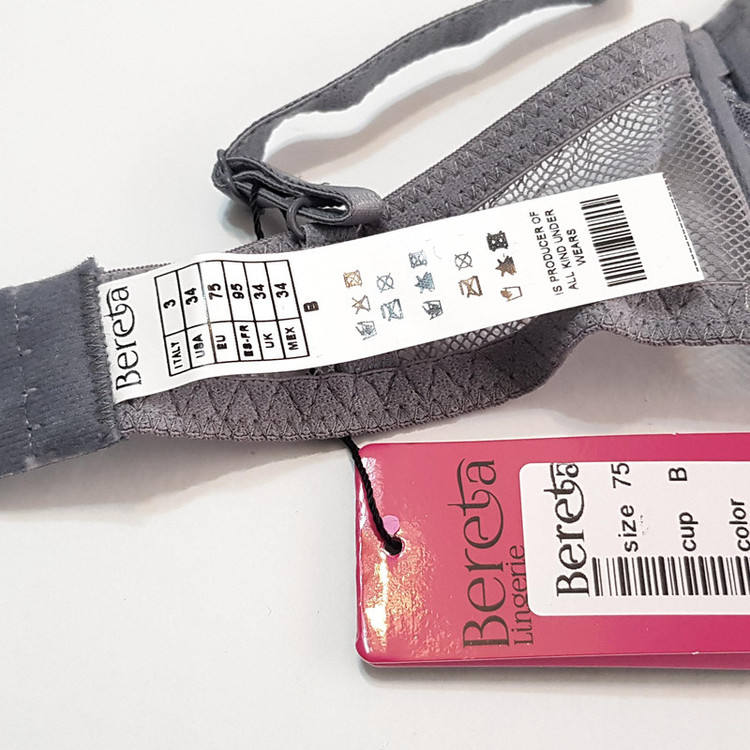 Bereta
ITALY 3
USA 34
EU 75
ES-FR 95
UK 34
MEX 34
B
IS PRODUCER OF
ALL KIND UNDER
WEARS
Bereta
Lingerie
Bereta
size 75
cup B
color